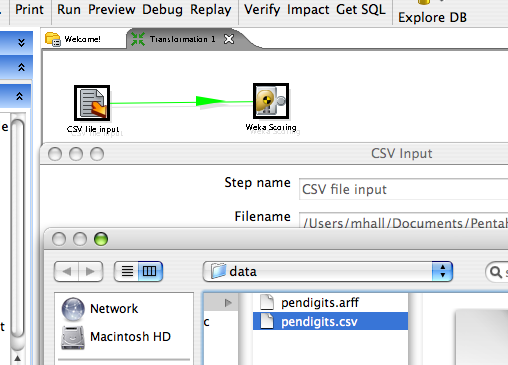 Print Run Preview Debug Replay Verify Impact Get SQL
Explore DB
Welcome! Transformation 1
CSV file input Weka Scoring
CSV Input
Step name CSV file input
Filename /Users/mhall/Documents/Pentah
data
Network
Macintosh HD
pendigits.arff
c pendigits.csv
e
t
s